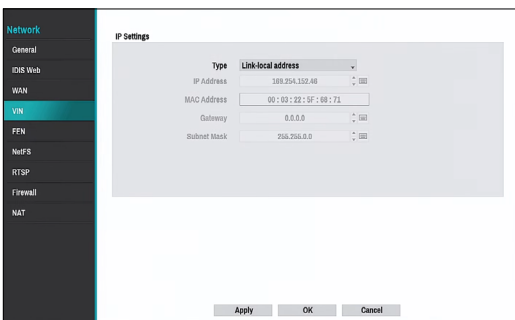 Network
General
IDIS Web
WAN
VIN
FEN
NetFS
RTSP
Firewall
NAT
IP Settings
Type Link-local address
IP Address 169.254.152.46
MAC Address 00 : 03 : 22 : 5F : 68 : 71
Gateway 0.0.0.0
Subnet Mask 255.255.0.0
Apply OK Cancel